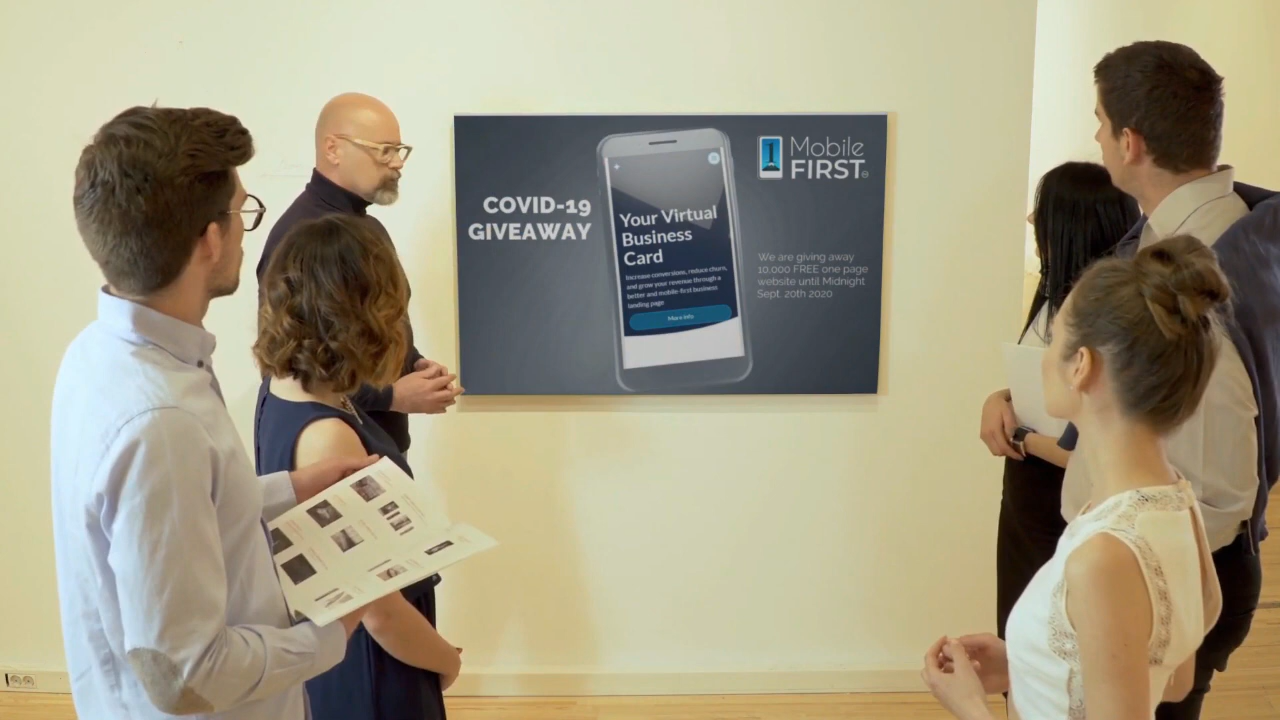 COVID-19
GIVEAWAY
Your Virtual
Business
Card
Increase conversions, reduce churn,
and grow your revenue through a
better and mobile-first business
landing page
More Info
1
Mobile
FIRST
We are giving away
10,000 FREE one page
website until Midnight
Sept. 20th 2020